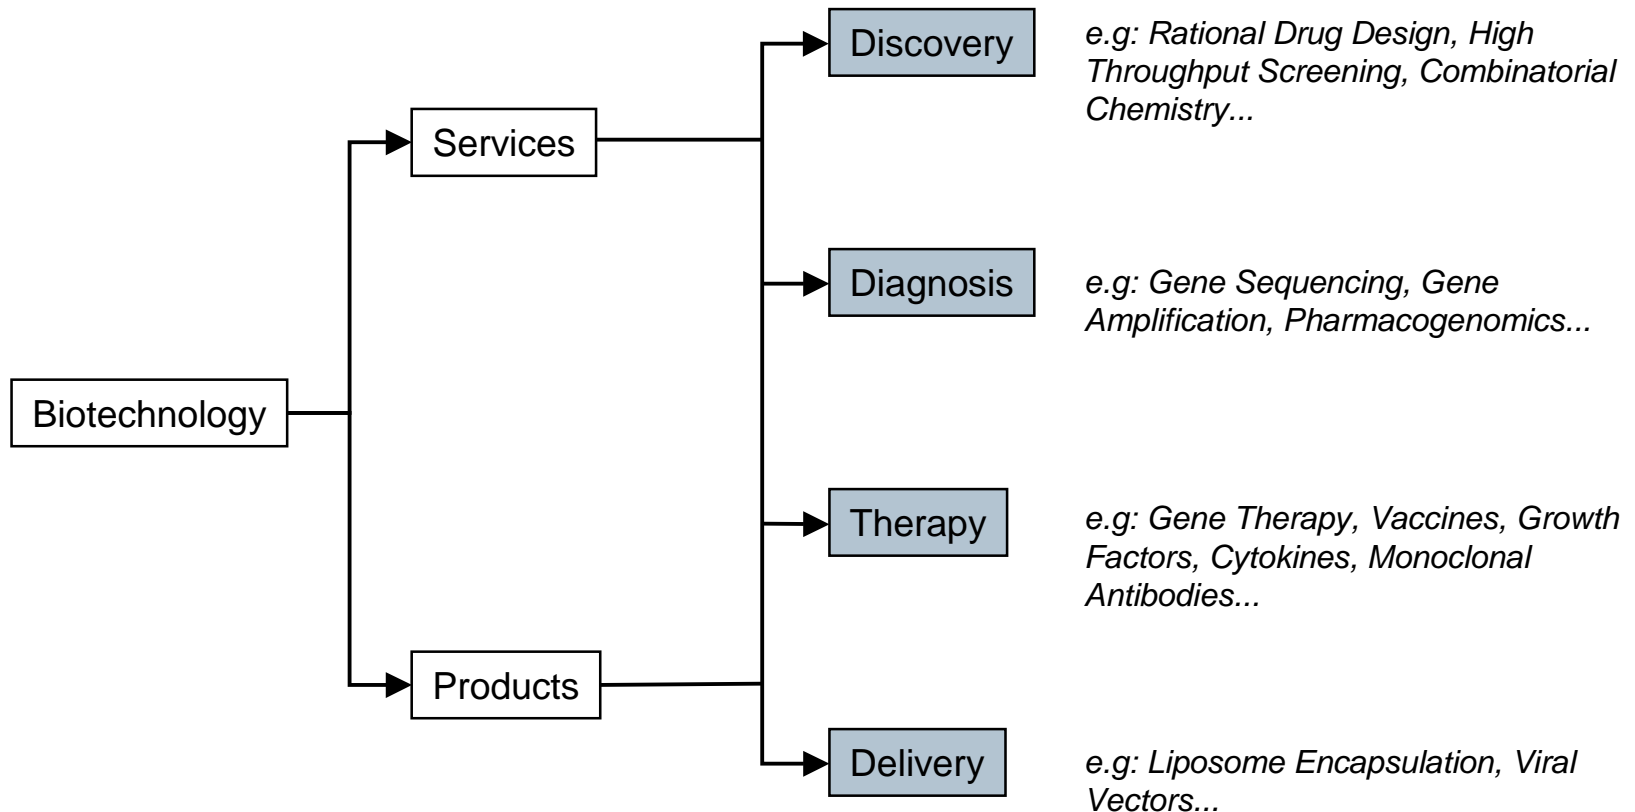 Discovery
e.g: Rational Drug Design, High
Throughput Screening, Combinatorial
Chemistry...
Services
Diagnosis
e.g: Gene Sequencing, Gene
Amplification, Pharmacogenomics...
Biotechnology
Therapy
e.g: Gene Therapy, Vaccines, Growth
Factors, Cytokines, Monoclonal
Antibodies...
Products
Delivery
e.g: Liposome Encapsulation, Viral
Vectors...